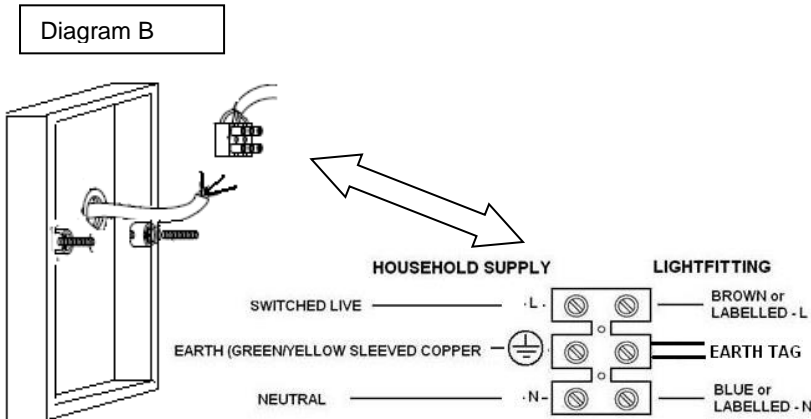 Diagram B
HOUSEHOLD SUPPLY LIGHTFITTING
SWITCHED LIVE ·L· BROWN or
LABELLED - L
EARTH (GREEN/YELLOW SLEEVED COPPER EARTH TAG
NEUTRAL ·N- BLUE or
LABELLED - N